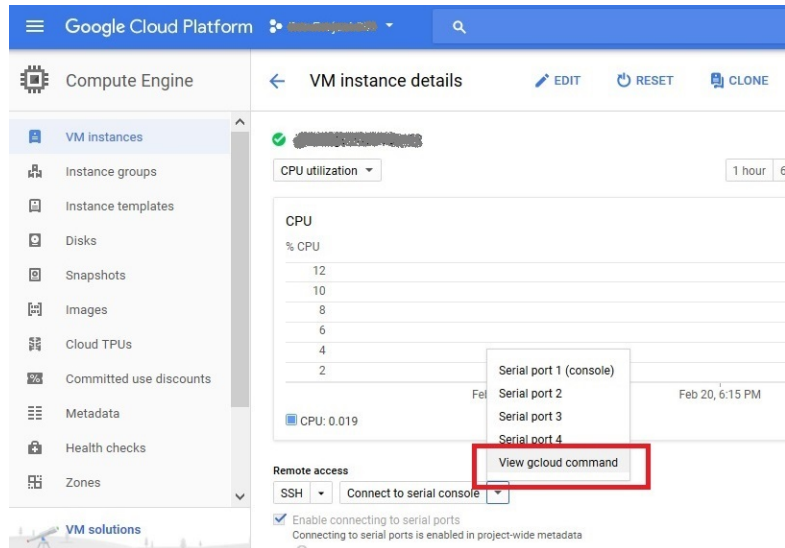 Google Cloud Platform
Compute Engine
VM instance details
EDIT
RESET
CLONE
VM instances
Instance groups
Instance templates
Disks
Snapshots
Images
Cloud TPUs
Committed use discounts
Metadata
Health checks
Zones
VM solutions
CPU utilization
1 hour
6
CPU
% CPU
12
10
8
6
4
2
Fel
Feb 20, 6:15 PM
CPU: 0.019
Serial port 1 (console)
Serial port 2
Serial port 3
Serial port 4
View gcloud command
Remote access
SSH
Connect to serial console
Enable connecting to serial ports
Connecting to serial ports is enabled in project-wide metadata